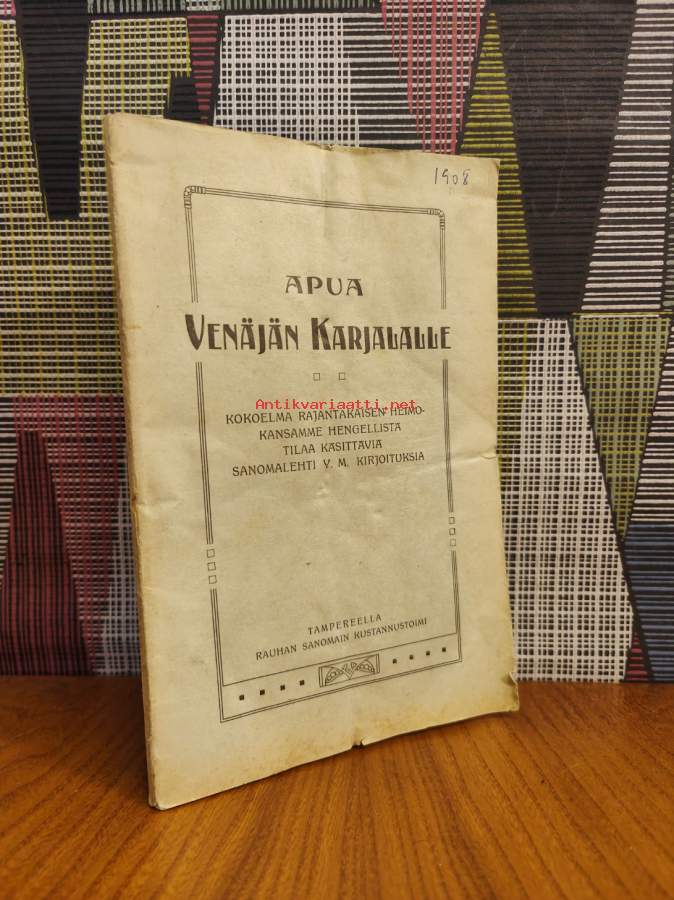 1908
APUA
VENÄJÄN KARJALALLE
Antikvariaatti.net
KOKOELMA RAJANTAKAISEN HEIMO-
KANSAMME HENGELLISTÄ
TILAA KÄSITTÄVIÄ
SANOMALEHTI Y. M. KIRJOITUKSIA
TAMPEREELLA
RAUHAN SANOMAIN KUSTANNUSTOIMI